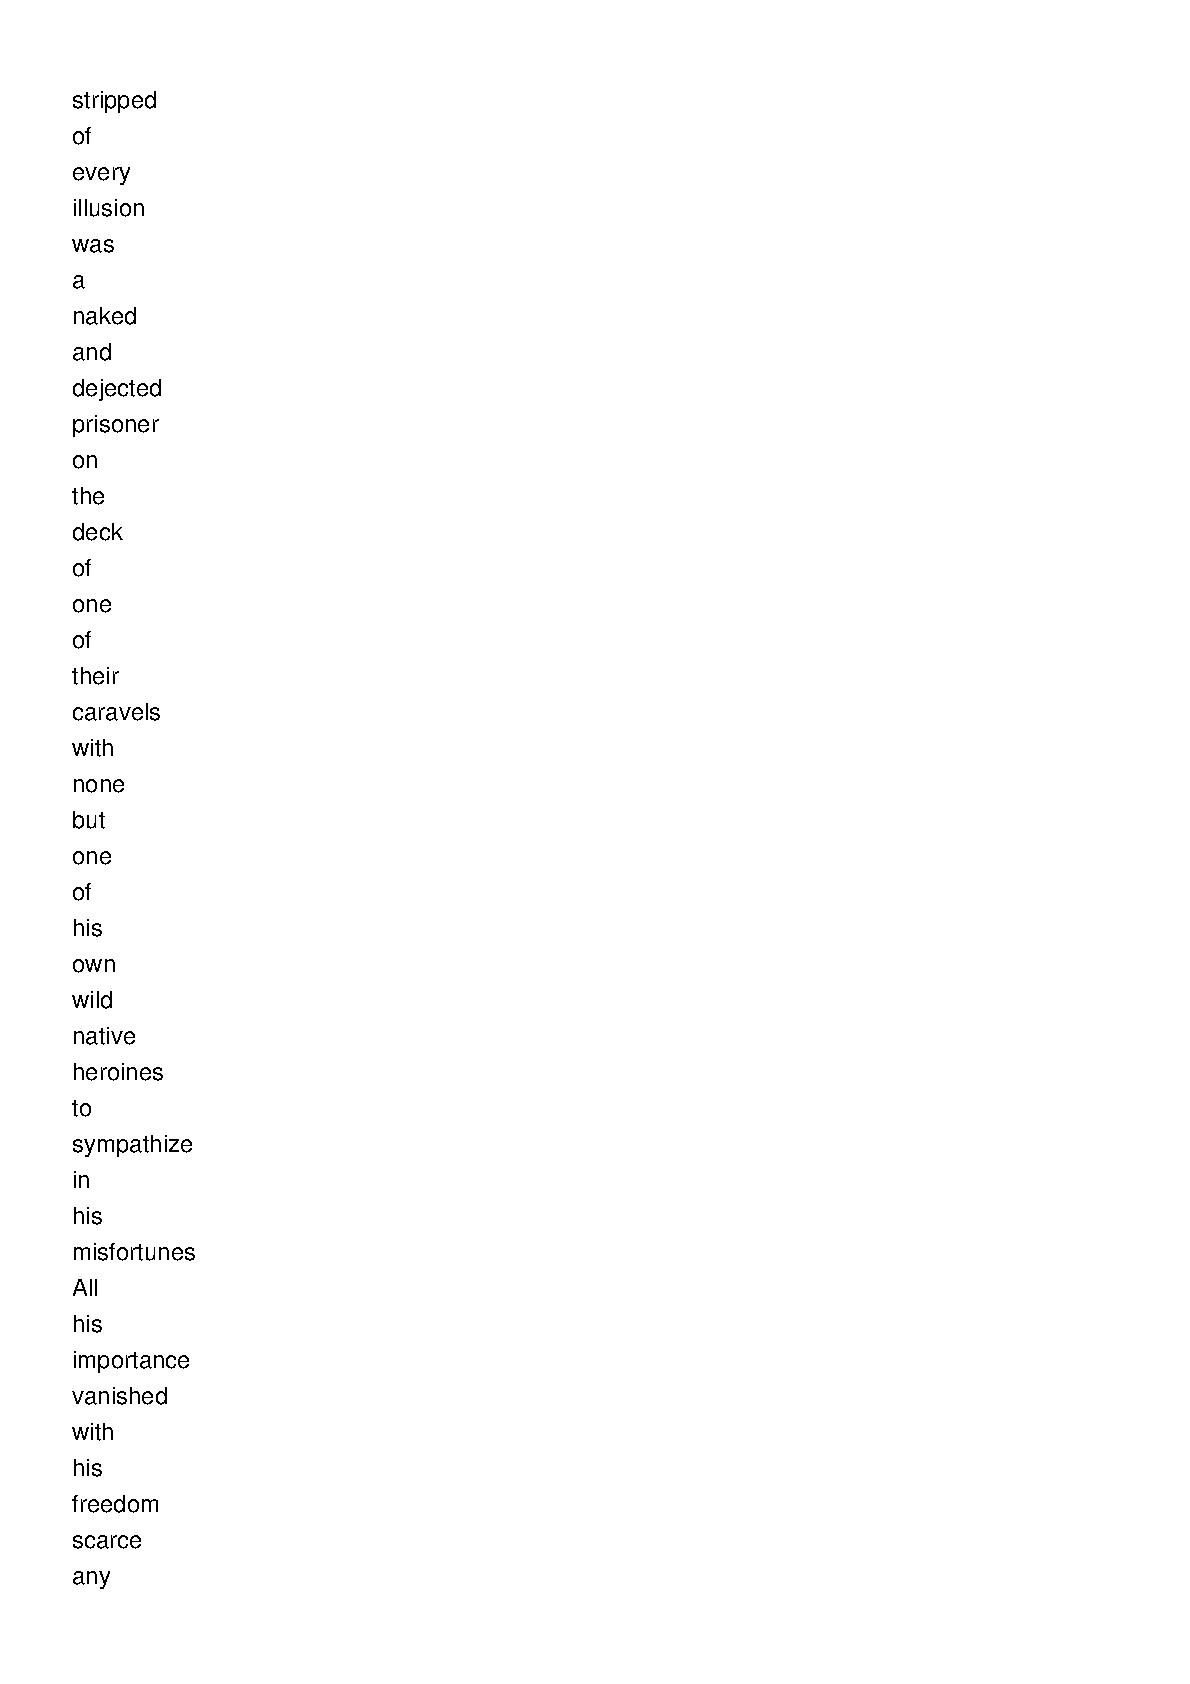 stripped
of
every
illusion
was
a
naked
and
dejected
prisoner
on
the
deck
of
one
of
their
caravels
with
none
but
one
of
his
own
wild
native
heroines
to
sympathize
in
his
misfortunes
All
his
importance
vanished
with
his
freedom
scarce
any